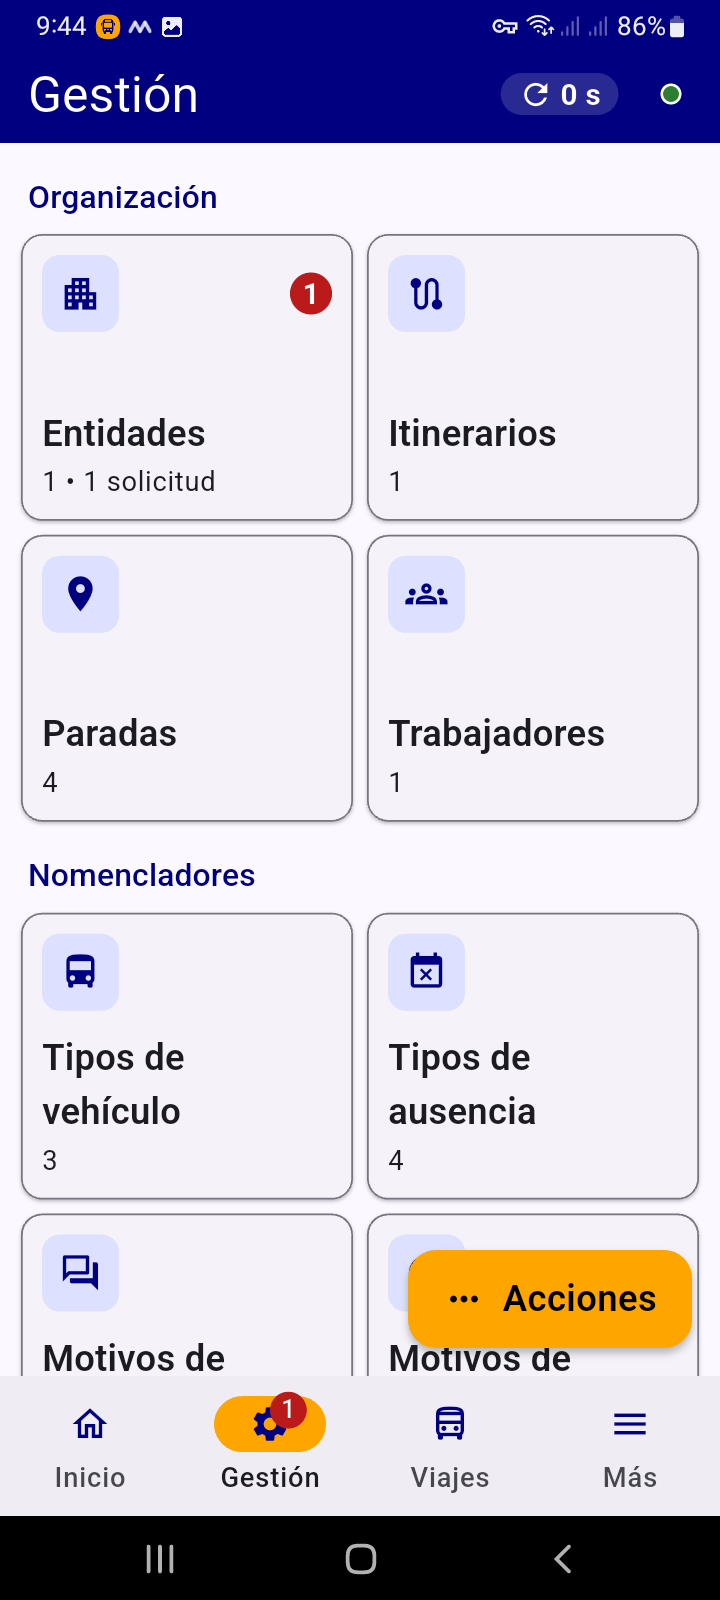 9:44
86%
Gestión
0 s
Organización
1
Entidades
1 • 1 solicitud
Itinerarios
1
Paradas
4
Trabajadores
1
Nomencladores
Tipos de
vehículo
3
Tipos de
ausencia
4
Motivos de
Motivos de
••• Acciones
1
Inicio
Gestión
Viajes
Más